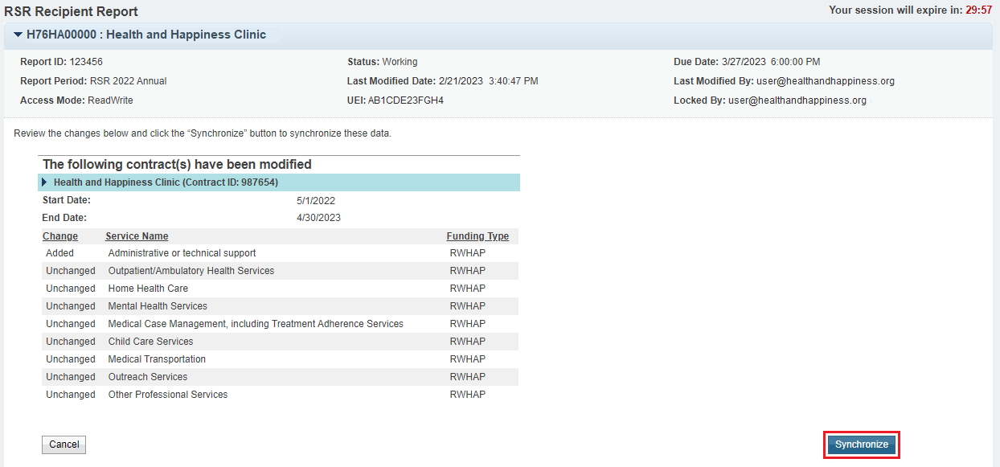 RSR Recipient Report
Your session will expire in: 29:57
H76HA00000 : Health and Happiness Clinic
Report ID: 123456 Status: Working Due Date: 3/27/2023 6:00:00 PM
Report Period: RSR 2022 Annual Last Modified Date: 2/21/2023 3:40:47 PM Last Modified By: user@healthandhappiness.org
Access Mode: ReadWrite UEI: AB1CDE23FGH4 Locked By: user@healthandhappiness.org
Review the changes below and click the “Synchronize” button to synchronize these data.
The following contract(s) have been modified
Health and Happiness Clinic (Contract ID: 987654)
Start Date: 5/1/2022
End Date: 4/30/2023
Change Service Name Funding Type
Added Administrative or technical support RWHAP
Unchanged Outpatient/Ambulatory Health Services RWHAP
Unchanged Home Health Care RWHAP
Unchanged Mental Health Services RWHAP
Unchanged Medical Case Management, including Treatment Adherence Services RWHAP
Unchanged Child Care Services RWHAP
Unchanged Medical Transportation RWHAP
Unchanged Outreach Services RWHAP
Unchanged Other Professional Services RWHAP
Cancel Synchronize